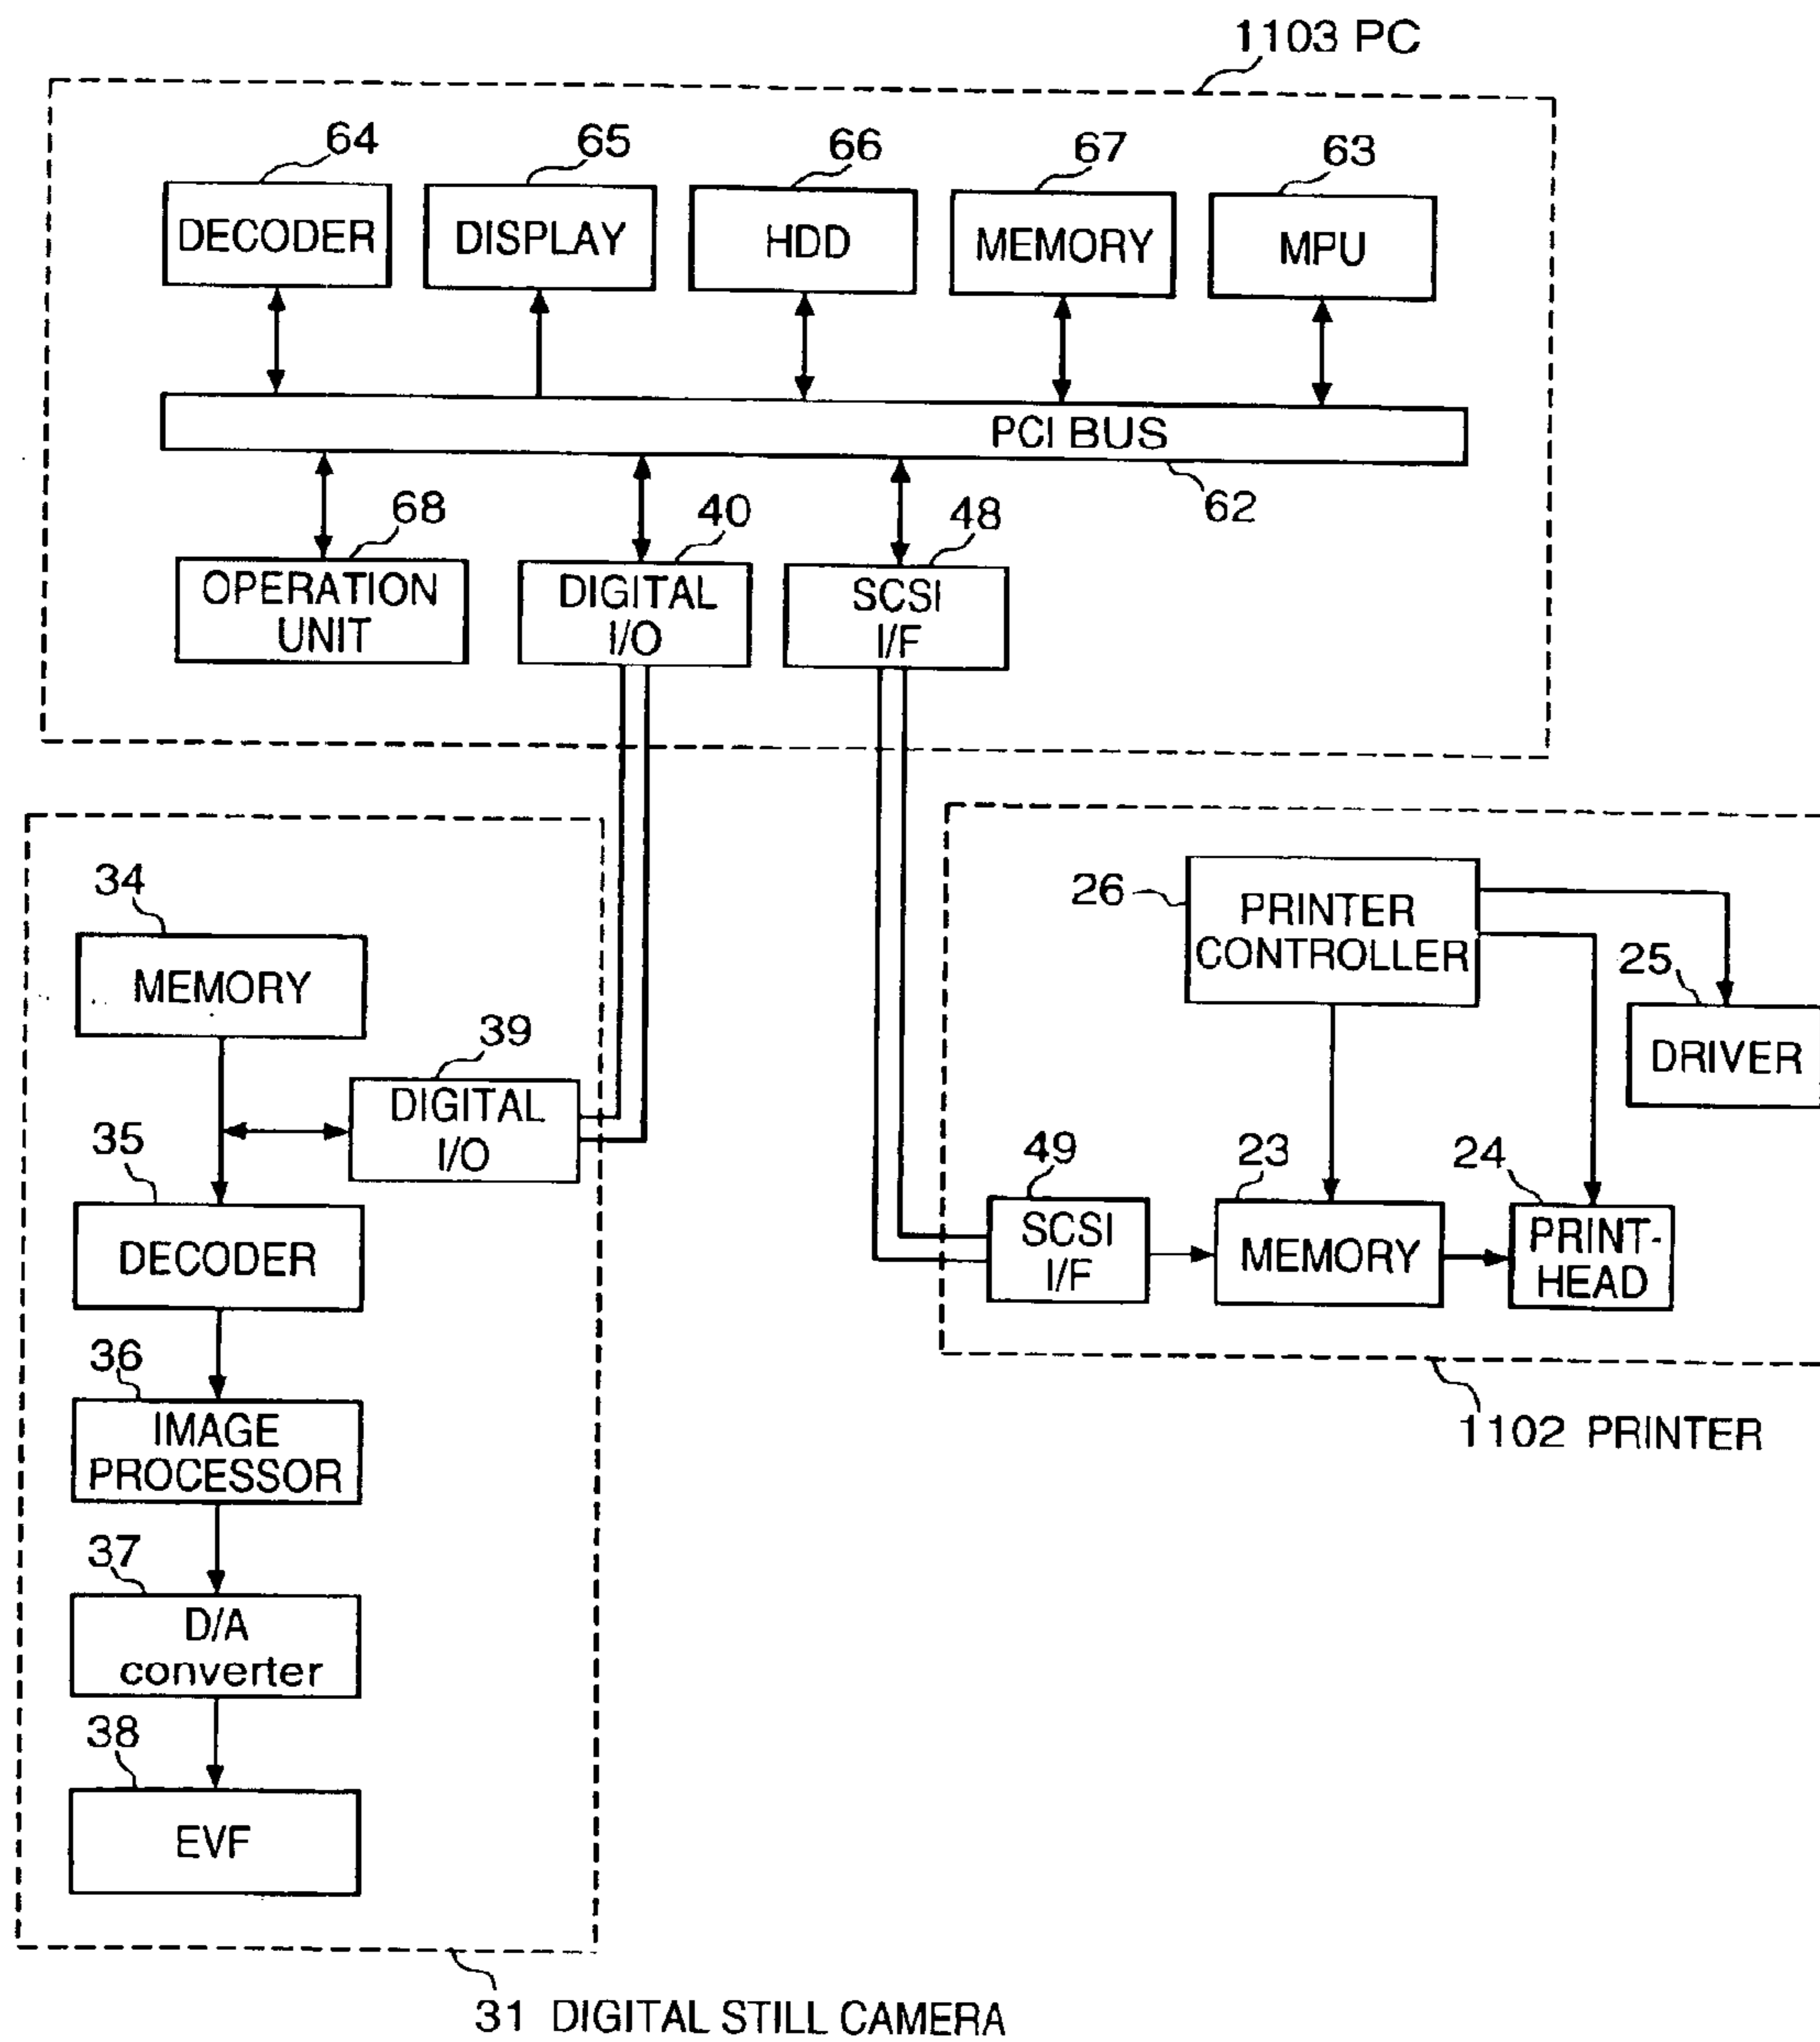 1103 PC
64
65
66
67
63
DECODER
DISPLAY
HDD
MEMORY
MPU
PCI BUS
62
68
40
48
OPERATION
UNIT
DIGITAL
I/O
SCSI
I/F
34
MEMORY
39
DIGITAL
I/O
35
DECODER
36
IMAGE
PROCESSOR
37
D/A
converter
38
EVF
31 DIGITAL STILL CAMERA
26
PRINTER
CONTROLLER
25
DRIVER
49
SCSI
I/F
23
MEMORY
24
PRINT-
HEAD
1102 PRINTER